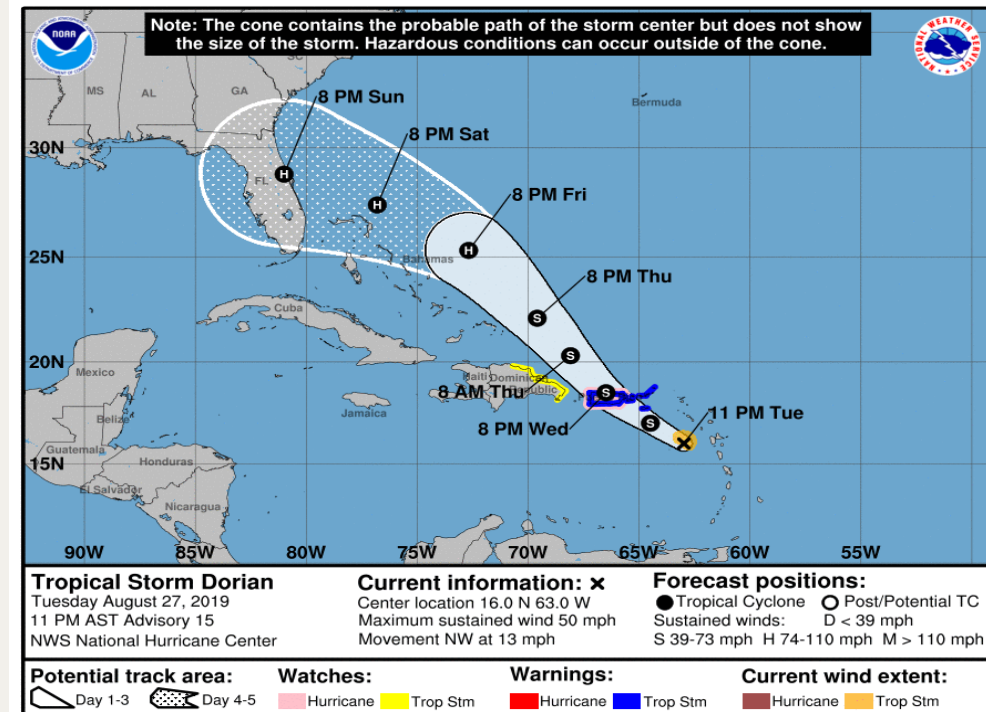 Note: The cone contains the probable path of the storm center but does not show
the size of the storm. Hazardous conditions can occur outside of the cone.
NOAA
NATIONAL WEATHER SERVICE
SC
MS
AL
GA
8 PM Sun
Bermuda
8 PM Sat
30N
FL
8 PM Fri
H
H
H
25N
Bahamas
8 PM Thu
S
Cuba
S
20N
Mexico
Haiti
Dominican
Republic
8 AM Thu
S
Jamaica
11 PM Tue
Belize
8 PM Wed
S
Guatemala
15N
Honduras
El Salvador
Nicaragua
90W
85W
80W
75W
70W
65W
60W
55W
Tropical Storm Dorian
Tuesday August 27, 2019
11 PM AST Advisory 15
NWS National Hurricane Center
Current information: ×
Center location 16.0 N 63.0 W
Maximum sustained wind 50 mph
Movement NW at 13 mph
Forecast positions:
Tropical Cyclone Post/Potential TC
Sustained winds: D < 39 mph
S 39-73 mph H 74-110 mph M > 110 mph
Potential track area:
Day 1-3 Day 4-5
Watches:
Hurricane Trop Stm
Warnings:
Hurricane Trop Stm
Current wind extent:
Hurricane Trop Stm